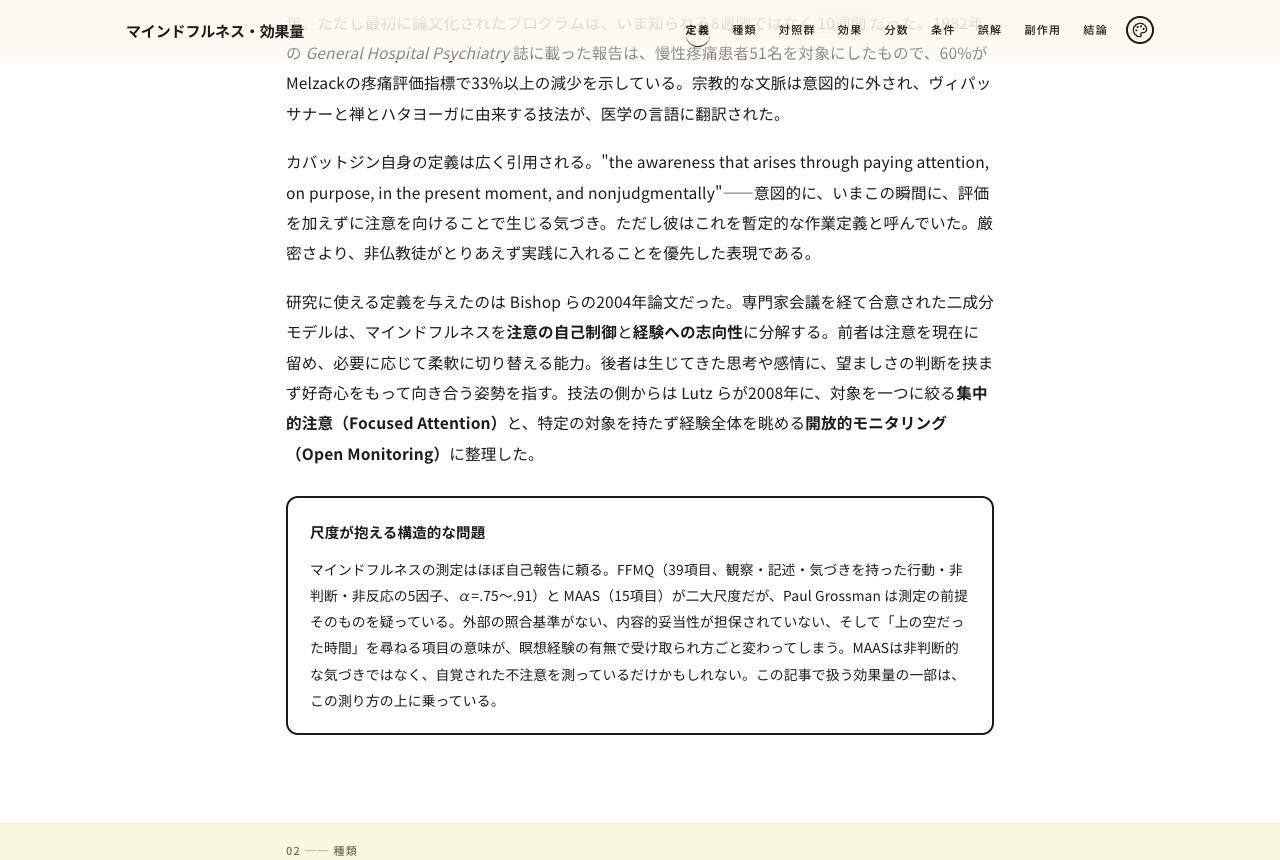 マインドフルネス・効果量
定義 種類 対照群 効果 分数 条件 誤解 副作用 結論
年。ただし最初に論文化されたプログラムは、いま知られる8週間ではなく 10週間 だった。1982年
の General Hospital Psychiatry 誌に載った報告は、慢性疼痛患者51名を対象にしたもので、60%が
Melzackの疼痛評価指標で33%以上の減少を示している。宗教的な文脈は意図的に外され、ヴィパッ
サナーと禅とハタヨーガに由来する技法が、医学の言語に翻訳された。
カバットジン自身の定義は広く引用される。"the awareness that arises through paying attention,
on purpose, in the present moment, and nonjudgmentally"——意図的に、いまこの瞬間に、評価
を加えずに注意を向けることで生じる気づき。ただし彼はこれを暫定的な作業定義と呼んでいた。厳
密さより、非仏教徒がとりあえず実践に入れることを優先した表現である。
研究に使える定義を与えたのは Bishop らの2004年論文だった。専門家会議を経て合意された二成分
モデルは、マインドフルネスを注意の自己制御と経験への志向性に分解する。前者は注意を現在に
留め、必要に応じて柔軟に切り替える能力。後者は生じてきた思考や感情に、望ましさの判断を挟ま
ず好奇心をもって向き合う姿勢を指す。技法の側からは Lutz らが2008年に、対象を一つに絞る集中
的注意（Focused Attention）と、特定の対象を持たず経験全体を眺める開放的モニタリング
（Open Monitoring）に整理した。
尺度が抱える構造的な問題
マインドフルネスの測定はほぼ自己報告に頼る。FFMQ（39項目、観察・記述・気づきを持った行動・非
判断・非反応の5因子、α=.75〜.91）と MAAS（15項目）が二大尺度だが、Paul Grossman は測定の前提
そのものを疑っている。外部の照合基準がない、内容的妥当性が担保されていない、そして「上の空だっ
た時間」を尋ねる項目の意味が、瞑想経験の有無で受け取られ方ごと変わってしまう。MAASは非判断的
な気づきではなく、自覚された不注意を測っているだけかもしれない。この記事で扱う効果量の一部は、
この測り方の上に乗っている。
02 —— 種類